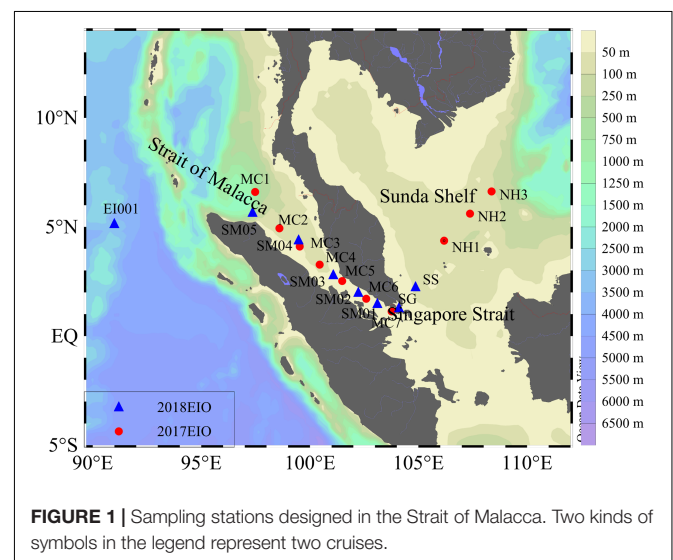 10°N
5°N
EQ
5°S
90°E
95°E
100°E
105°E
110°E
Strait of Malacca
Sunda Shelf
Singapore Strait
EI001
MC1
SM05
MC2
SM04
MC3
MC4
SM03
MC5
SM02
MC6
SM01
MC7
SG
SS
NH1
NH2
NH3
2018EIO
2017EIO
50 m
100 m
250 m
500 m
750 m
1000 m
1250 m
1500 m
2000 m
2500 m
3000 m
3500 m
4000 m
4500 m
5000 m
5500 m
6000 m
6500 m
Ocean Data View
FIGURE 1 | Sampling stations designed in the Strait of Malacca. Two kinds of
symbols in the legend represent two cruises.